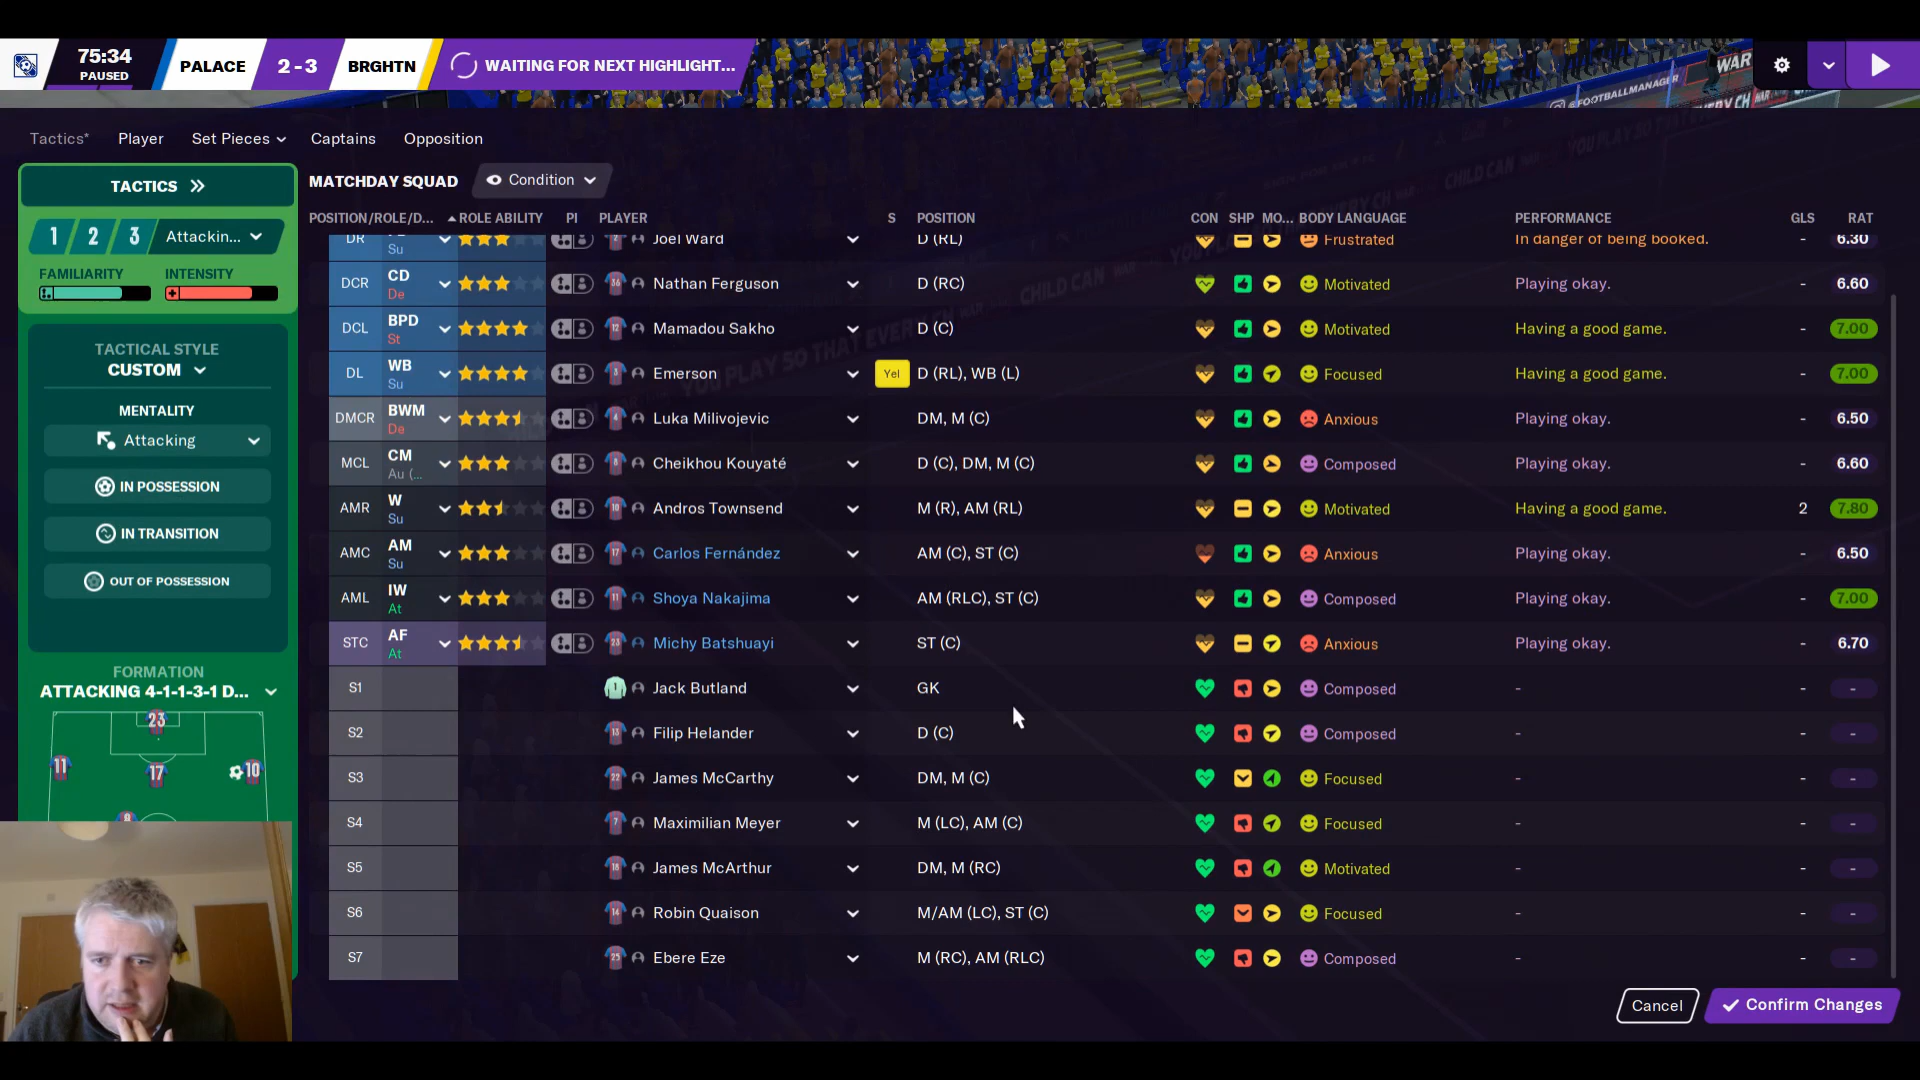 75:34
PAUSED
PALACE
2 - 3
BRGHTN
WAITING FOR NEXT HIGHLIGHT...
WAR
@FOOTBALLMANAGER
Tactics*
Player
Set Pieces
Captains
Opposition
TACTICS
1 2 3 Attackin...
FAMILIARITY
INTENSITY
TACTICAL STYLE
CUSTOM
MENTALITY
Attacking
IN POSSESSION
IN TRANSITION
OUT OF POSSESSION
FORMATION
ATTACKING 4-1-1-3-1 D...
23
11
17
10
MATCHDAY SQUAD
Condition
POSITION/ROLE/D... ROLE ABILITY PI PLAYER S POSITION CON SHP MO... BODY LANGUAGE PERFORMANCE GLS RAT
DR Su Joel Ward D (RL) Frustrated In danger of being booked. - 6.30
DCR CD De Nathan Ferguson D (RC) Motivated Playing okay. - 6.60
DCL BPD St Mamadou Sakho D (C) Motivated Having a good game. - 7.00
DL WB Su Emerson Yel D (RL), WB (L) Focused Having a good game. - 7.00
DMCR BWM De Luka Milivojevic DM, M (C) Anxious Playing okay. - 6.50
MCL CM Au (... Cheikhou Kouyaté D (C), DM, M (C) Composed Playing okay. - 6.60
AMR W Su Andros Townsend M (R), AM (RL) Motivated Having a good game. 2 7.80
AMC AM Su Carlos Fernández AM (C), ST (C) Anxious Playing okay. - 6.50
AML IW At Shoya Nakajima AM (RLC), ST (C) Composed Playing okay. - 7.00
STC AF At Michy Batshuayi ST (C) Anxious Playing okay. - 6.70
S1 Jack Butland GK Composed - - -
S2 Filip Helander D (C) Composed - - -
S3 James McCarthy DM, M (C) Focused - - -
S4 Maximilian Meyer M (LC), AM (C) Focused - - -
S5 James McArthur DM, M (RC) Motivated - - -
S6 Robin Quaison M/AM (LC), ST (C) Focused - - -
S7 Ebere Eze M (RC), AM (RLC) Composed - - -
Cancel
Confirm Changes